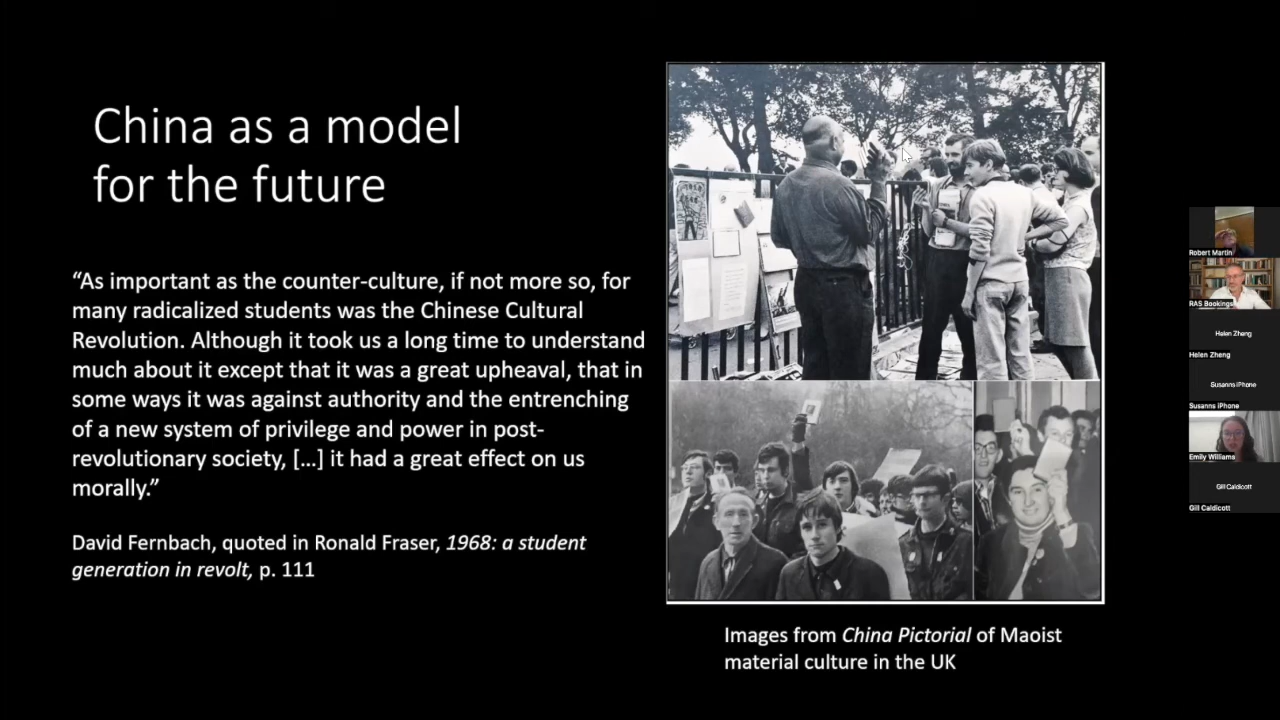 China as a model
for the future
“As important as the counter-culture, if not more so, for
many radicalized students was the Chinese Cultural
Revolution. Although it took us a long time to understand
much about it except that it was a great upheaval, that in
some ways it was against authority and the entrenching
of a new system of privilege and power in post-
revolutionary society, […] it had a great effect on us
morally.”
David Fernbach, quoted in Ronald Fraser, 1968: a student
generation in revolt, p. 111
Images from China Pictorial of Maoist
material culture in the UK
Robert Martin
RAS Bookings
Helen Zheng
Helen Zheng
Susanns iPhone
Susanns iPhone
Emily Williams
Gill Caldicott
Gill Caldicott